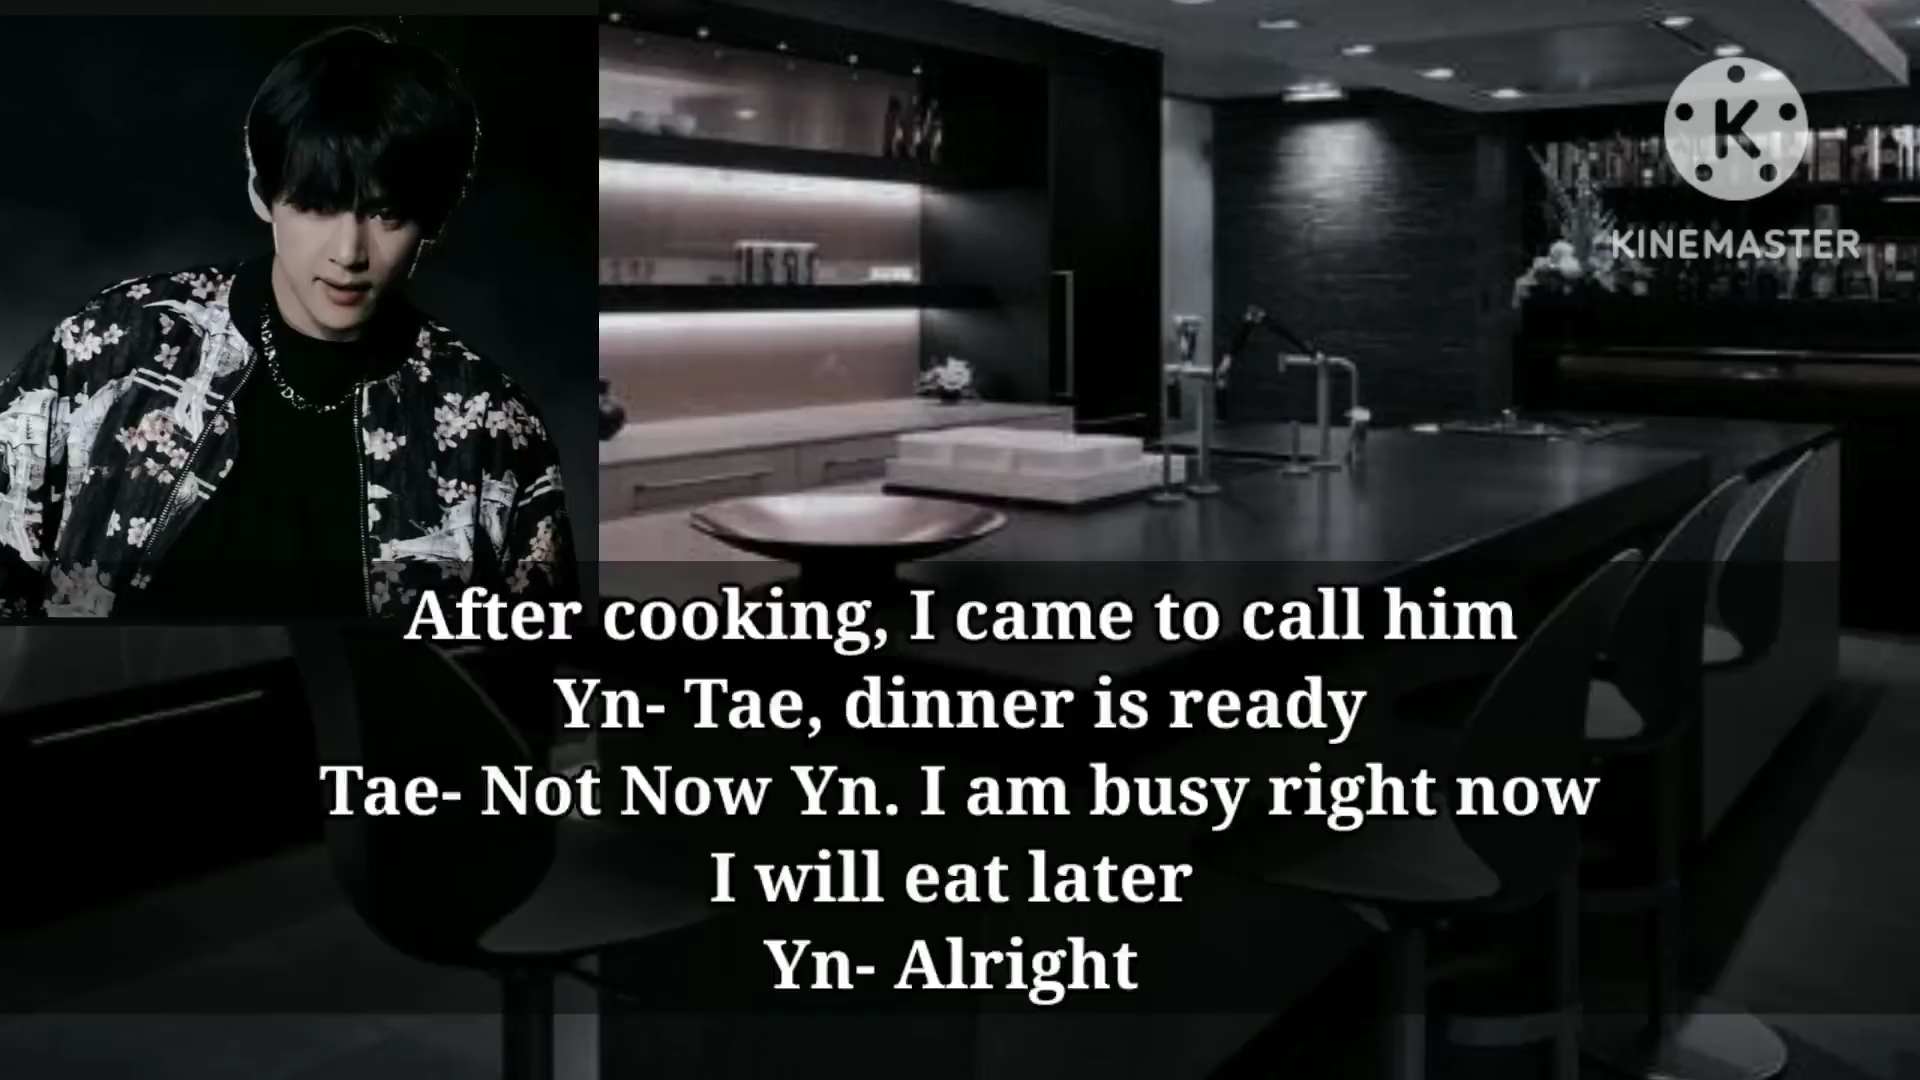 K
KINEMASTER
After cooking, I came to call him
Yn- Tae, dinner is ready
Tae- Not Now Yn. I am busy right now
I will eat later
Yn- Alright